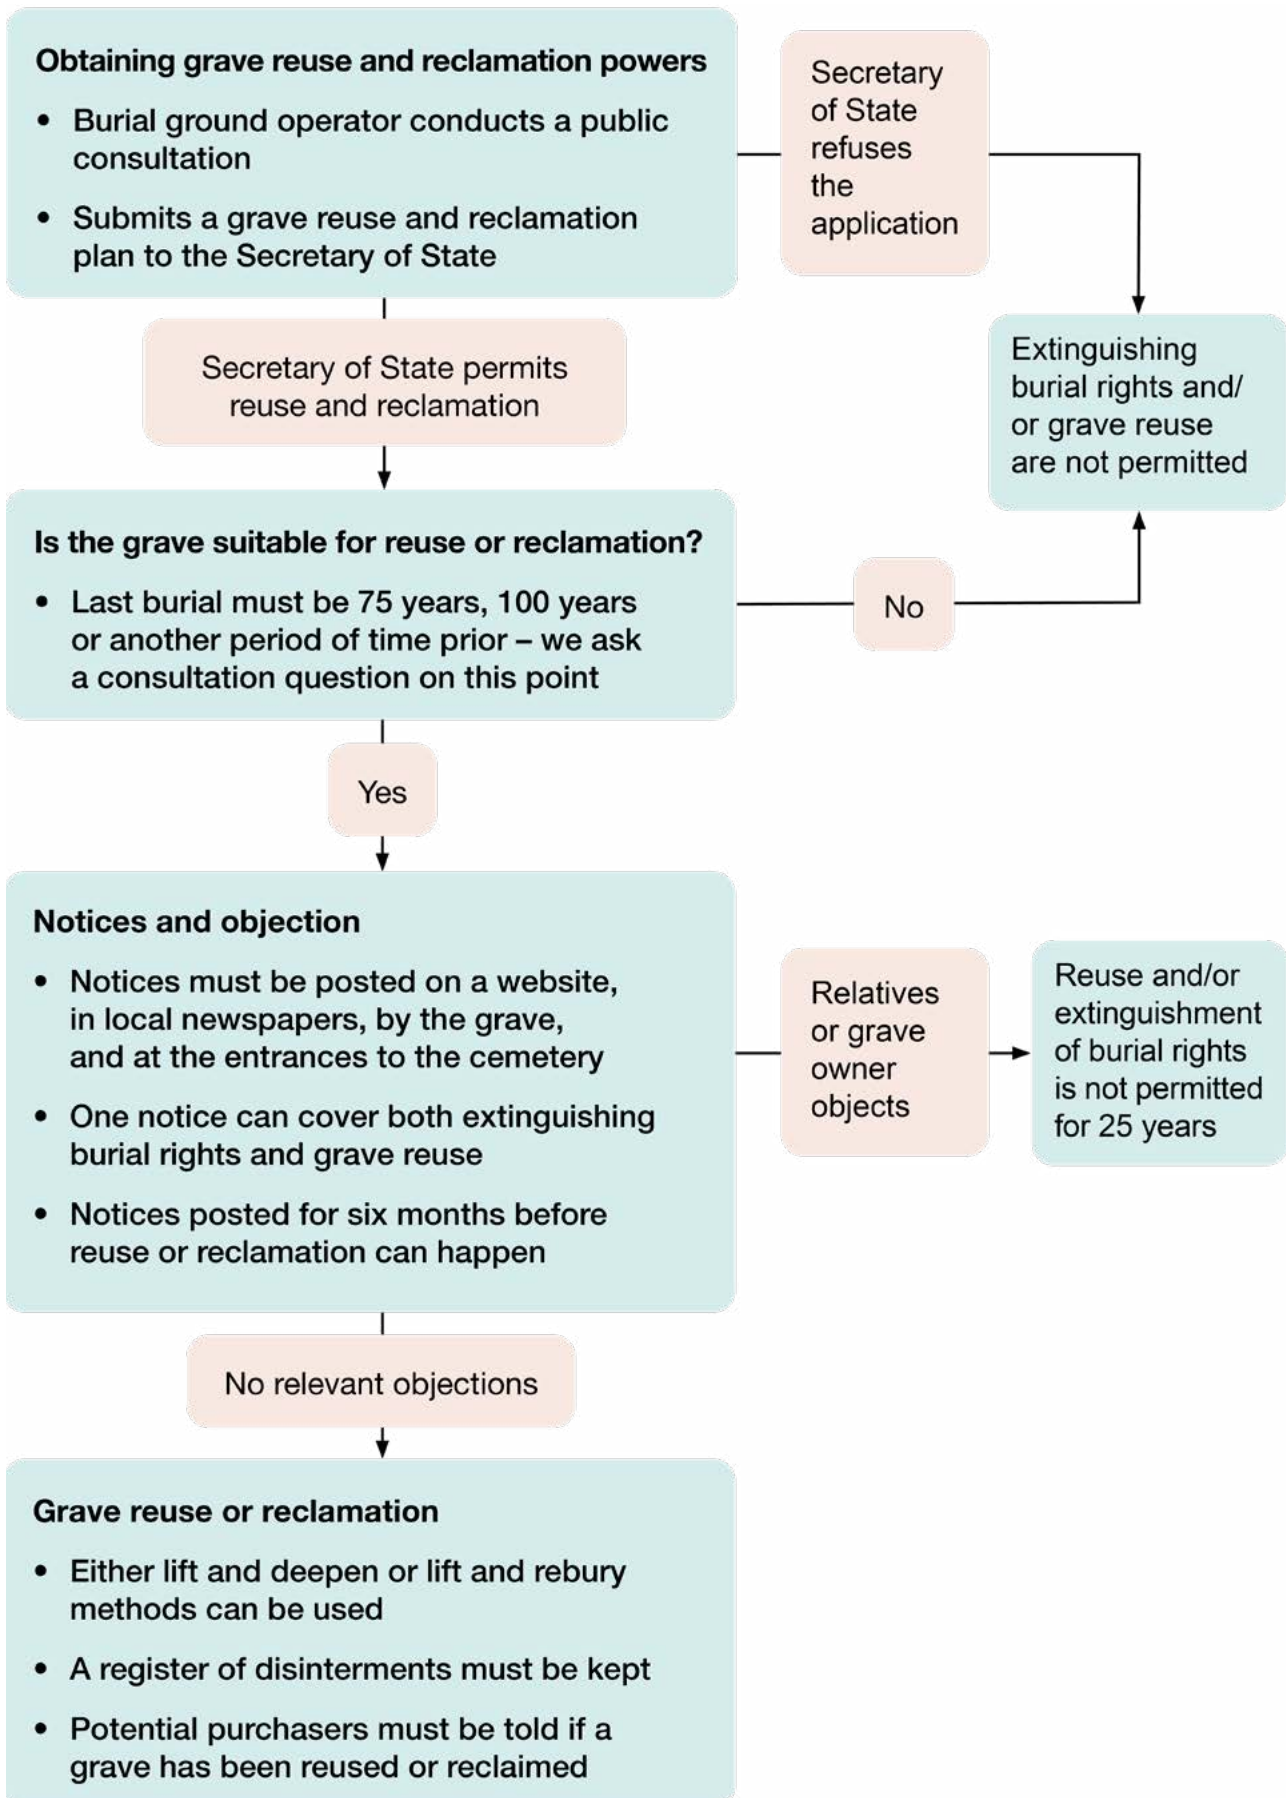 Obtaining grave reuse and reclamation powers
• Burial ground operator conducts a public
consultation
• Submits a grave reuse and reclamation
plan to the Secretary of State
Secretary
of State
refuses
the
application
Secretary of State permits
reuse and reclamation
Extinguishing
burial rights and/
or grave reuse
are not permitted
Is the grave suitable for reuse or reclamation?
• Last burial must be 75 years, 100 years
or another period of time prior – we ask
a consultation question on this point
No
Yes
Notices and objection
• Notices must be posted on a website,
in local newspapers, by the grave,
and at the entrances to the cemetery
• One notice can cover both extinguishing
burial rights and grave reuse
• Notices posted for six months before
reuse or reclamation can happen
Relatives
or grave
owner
objects
Reuse and/or
extinguishment
of burial rights
is not permitted
for 25 years
No relevant objections
Grave reuse or reclamation
• Either lift and deepen or lift and rebury
methods can be used
• A register of disinterments must be kept
• Potential purchasers must be told if a
grave has been reused or reclaimed